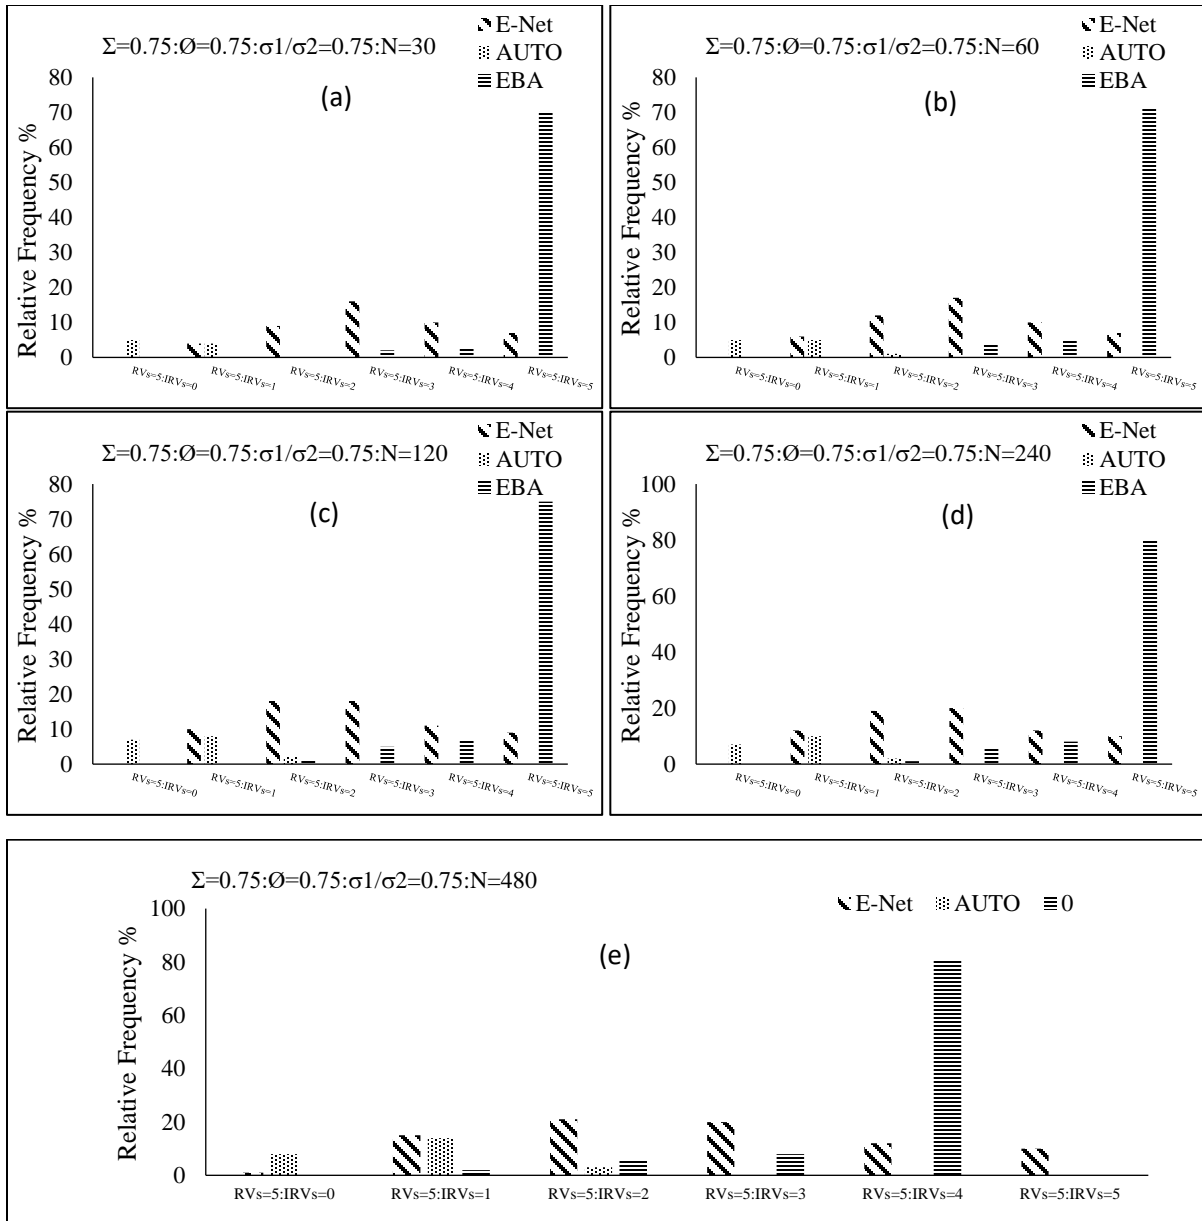 Σ=0.75:Ø=0.75:σ1/σ2=0.75:N=30
E-Net
AUTO
EBA
(a)
Relative Frequency %
80
70
60
50
40
30
20
10
0
RVs=5:IRVs=0
RVs=5:IRVs=1
RVs=5:IRVs=2
RVs=5:IRVs=3
RVs=5:IRVs=4
RVs=5:IRVs=5
Σ=0.75:Ø=0.75:σ1/σ2=0.75:N=60
E-Net
AUTO
EBA
(b)
Relative Frequency %
80
70
60
50
40
30
20
10
0
RVs=5:IRVs=0
RVs=5:IRVs=1
RVs=5:IRVs=2
RVs=5:IRVs=3
RVs=5:IRVs=4
RVs=5:IRVs=5
Σ=0.75:Ø=0.75:σ1/σ2=0.75:N=120
E-Net
AUTO
EBA
(c)
Relative Frequency %
80
70
60
50
40
30
20
10
0
RVs=5:IRVs=0
RVs=5:IRVs=1
RVs=5:IRVs=2
RVs=5:IRVs=3
RVs=5:IRVs=4
RVs=5:IRVs=5
Σ=0.75:Ø=0.75:σ1/σ2=0.75:N=240
E-Net
AUTO
EBA
(d)
Relative Frequency %
100
80
60
40
20
0
RVs=5:IRVs=0
RVs=5:IRVs=1
RVs=5:IRVs=2
RVs=5:IRVs=3
RVs=5:IRVs=4
RVs=5:IRVs=5
Σ=0.75:Ø=0.75:σ1/σ2=0.75:N=480
E-Net AUTO 0
(e)
Relative Frequency %
100
80
60
40
20
0
RVs=5:IRVs=0 RVs=5:IRVs=1 RVs=5:IRVs=2 RVs=5:IRVs=3 RVs=5:IRVs=4 RVs=5:IRVs=5